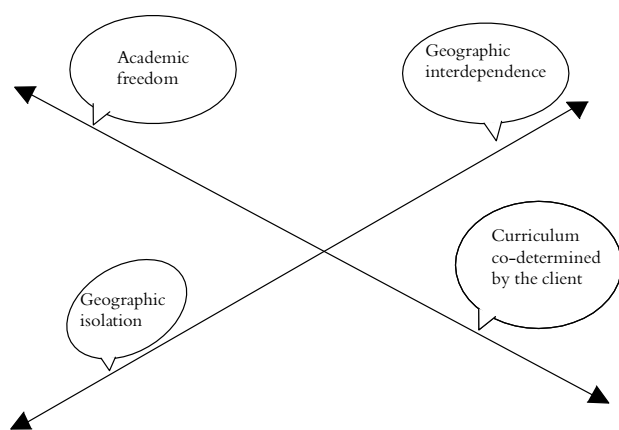 Academic
freedom
Geographic
interdependence
Curriculum
co-determined
by the client
Geographic
isolation